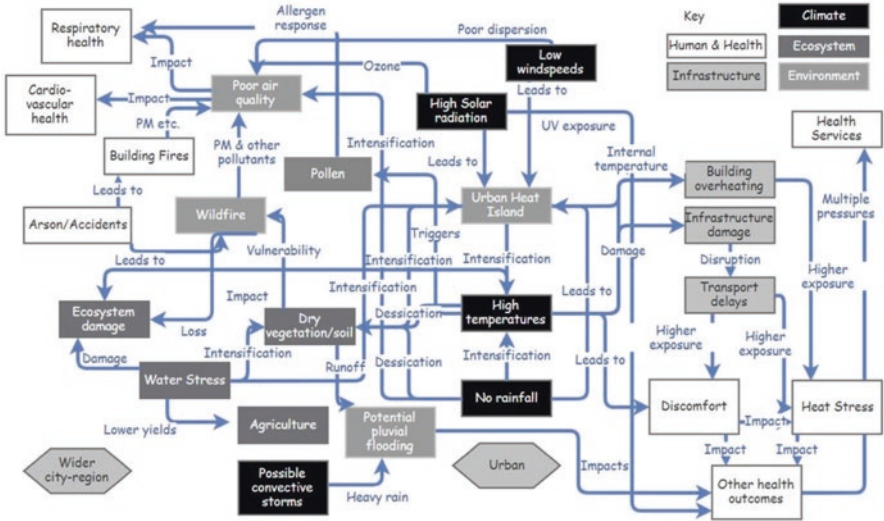 Respiratory
health
Allergen
response
Poor dispersion
Low
windspeeds
Key
Climate
Human & Health
Ecosystem
Infrastructure
Environment
Impact
Ozone
Cardio-
vascular health
Impact
Poor air
quality
High Solar
radiation
Leads to
UV exposure
Health
Services
PM etc.
Building Fires
PM & other
pollutants
Intensification
Pollen
Leads to
Internal
temperature
Building
overheating
Multiple
pressures
Leads to
Arson/Accidents
Wildfire
Urban Heat
Island
Infrastructure
damage
Vulnerability
Triggers
Damage
Leads to
Intensification
Intensification
Disruption
Higher
exposure
Ecosystem
damage
Loss
Impact
Intensification
Dry
vegetation/soil
Dessication
High
temperatures
Leads to
Transport
delays
Higher
exposure
Higher
exposure
Damage
Intensification
Runoff
Dessication
Intensification
Leads to
Water Stress
No rainfall
Discomfort
Impact
Heat Stress
Lower yields
Agriculture
Potential
pluvial
flooding
Impact
Impact
Wider
city-region
Possible
convective
storms
Heavy rain
Urban
Impacts
Other health
outcomes